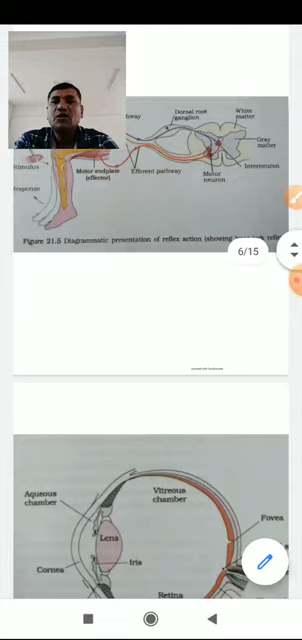 Dorsal root
ganglion
White
matter
Gray
matter
Interneuron
Motor
neuron
Efferent pathway
Motor endplate
(effector)
Stimulus
Response
Figure 21.5 Diagrammatic presentation of reflex action (showing
6/15
Aqueous
chamber
Vitreous
chamber
Fovea
Lens
Iris
Cornea
Retina